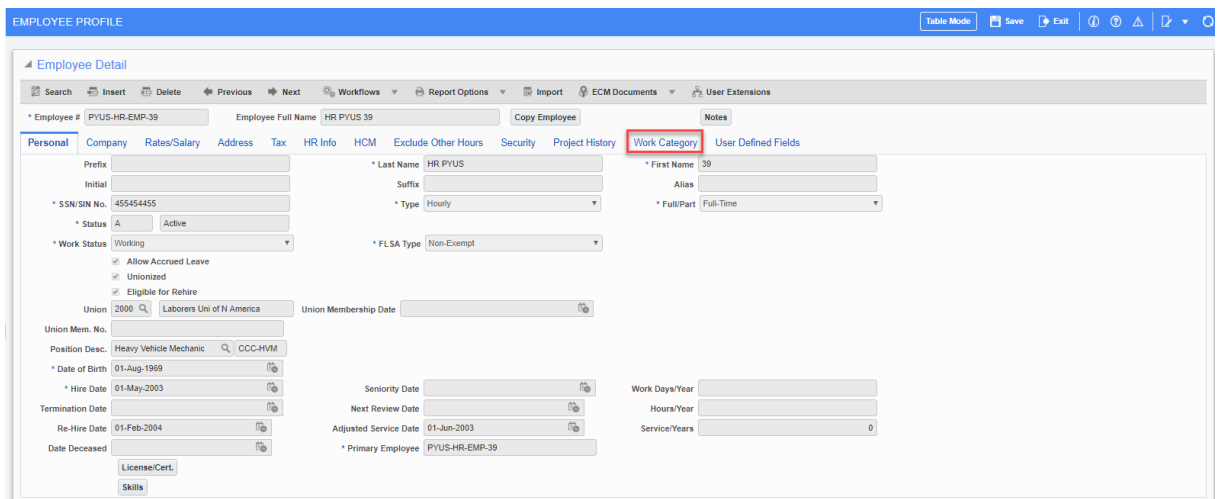 EMPLOYEE PROFILE Table Mode Save Exit
Employee Detail
Search Insert Delete Previous Next Workflows Report Options Import ECM Documents User Extensions
* Employee # PYUS-HR-EMP-39 Employee Full Name HR PYUS 39 Copy Employee Notes
Personal Company Rates/Salary Address Tax HR Info HCM Exclude Other Hours Security Project History Work Category User Defined Fields
Prefix * Last Name HR PYUS * First Name 39
Initial Suffix Alias
* SSN/SIN No. 455454455 * Type Hourly * Full/Part Full-Time
* Status A Active
* Work Status Working * FLSA Type Non-Exempt
Allow Accrued Leave
Unionized
Eligible for Rehire
Union 2000 Laborers Uni of N America Union Membership Date
Union Mem. No.
Position Desc. Heavy Vehicle Mechanic CCC-HVM
* Date of Birth 01-Aug-1969
* Hire Date 01-May-2003 Seniority Date Work Days/Year
Termination Date Next Review Date Hours/Year
Re-Hire Date 01-Feb-2004 Adjusted Service Date 01-Jun-2003 Service/Years 0
Date Deceased * Primary Employee PYUS-HR-EMP-39
License/Cert.
Skills